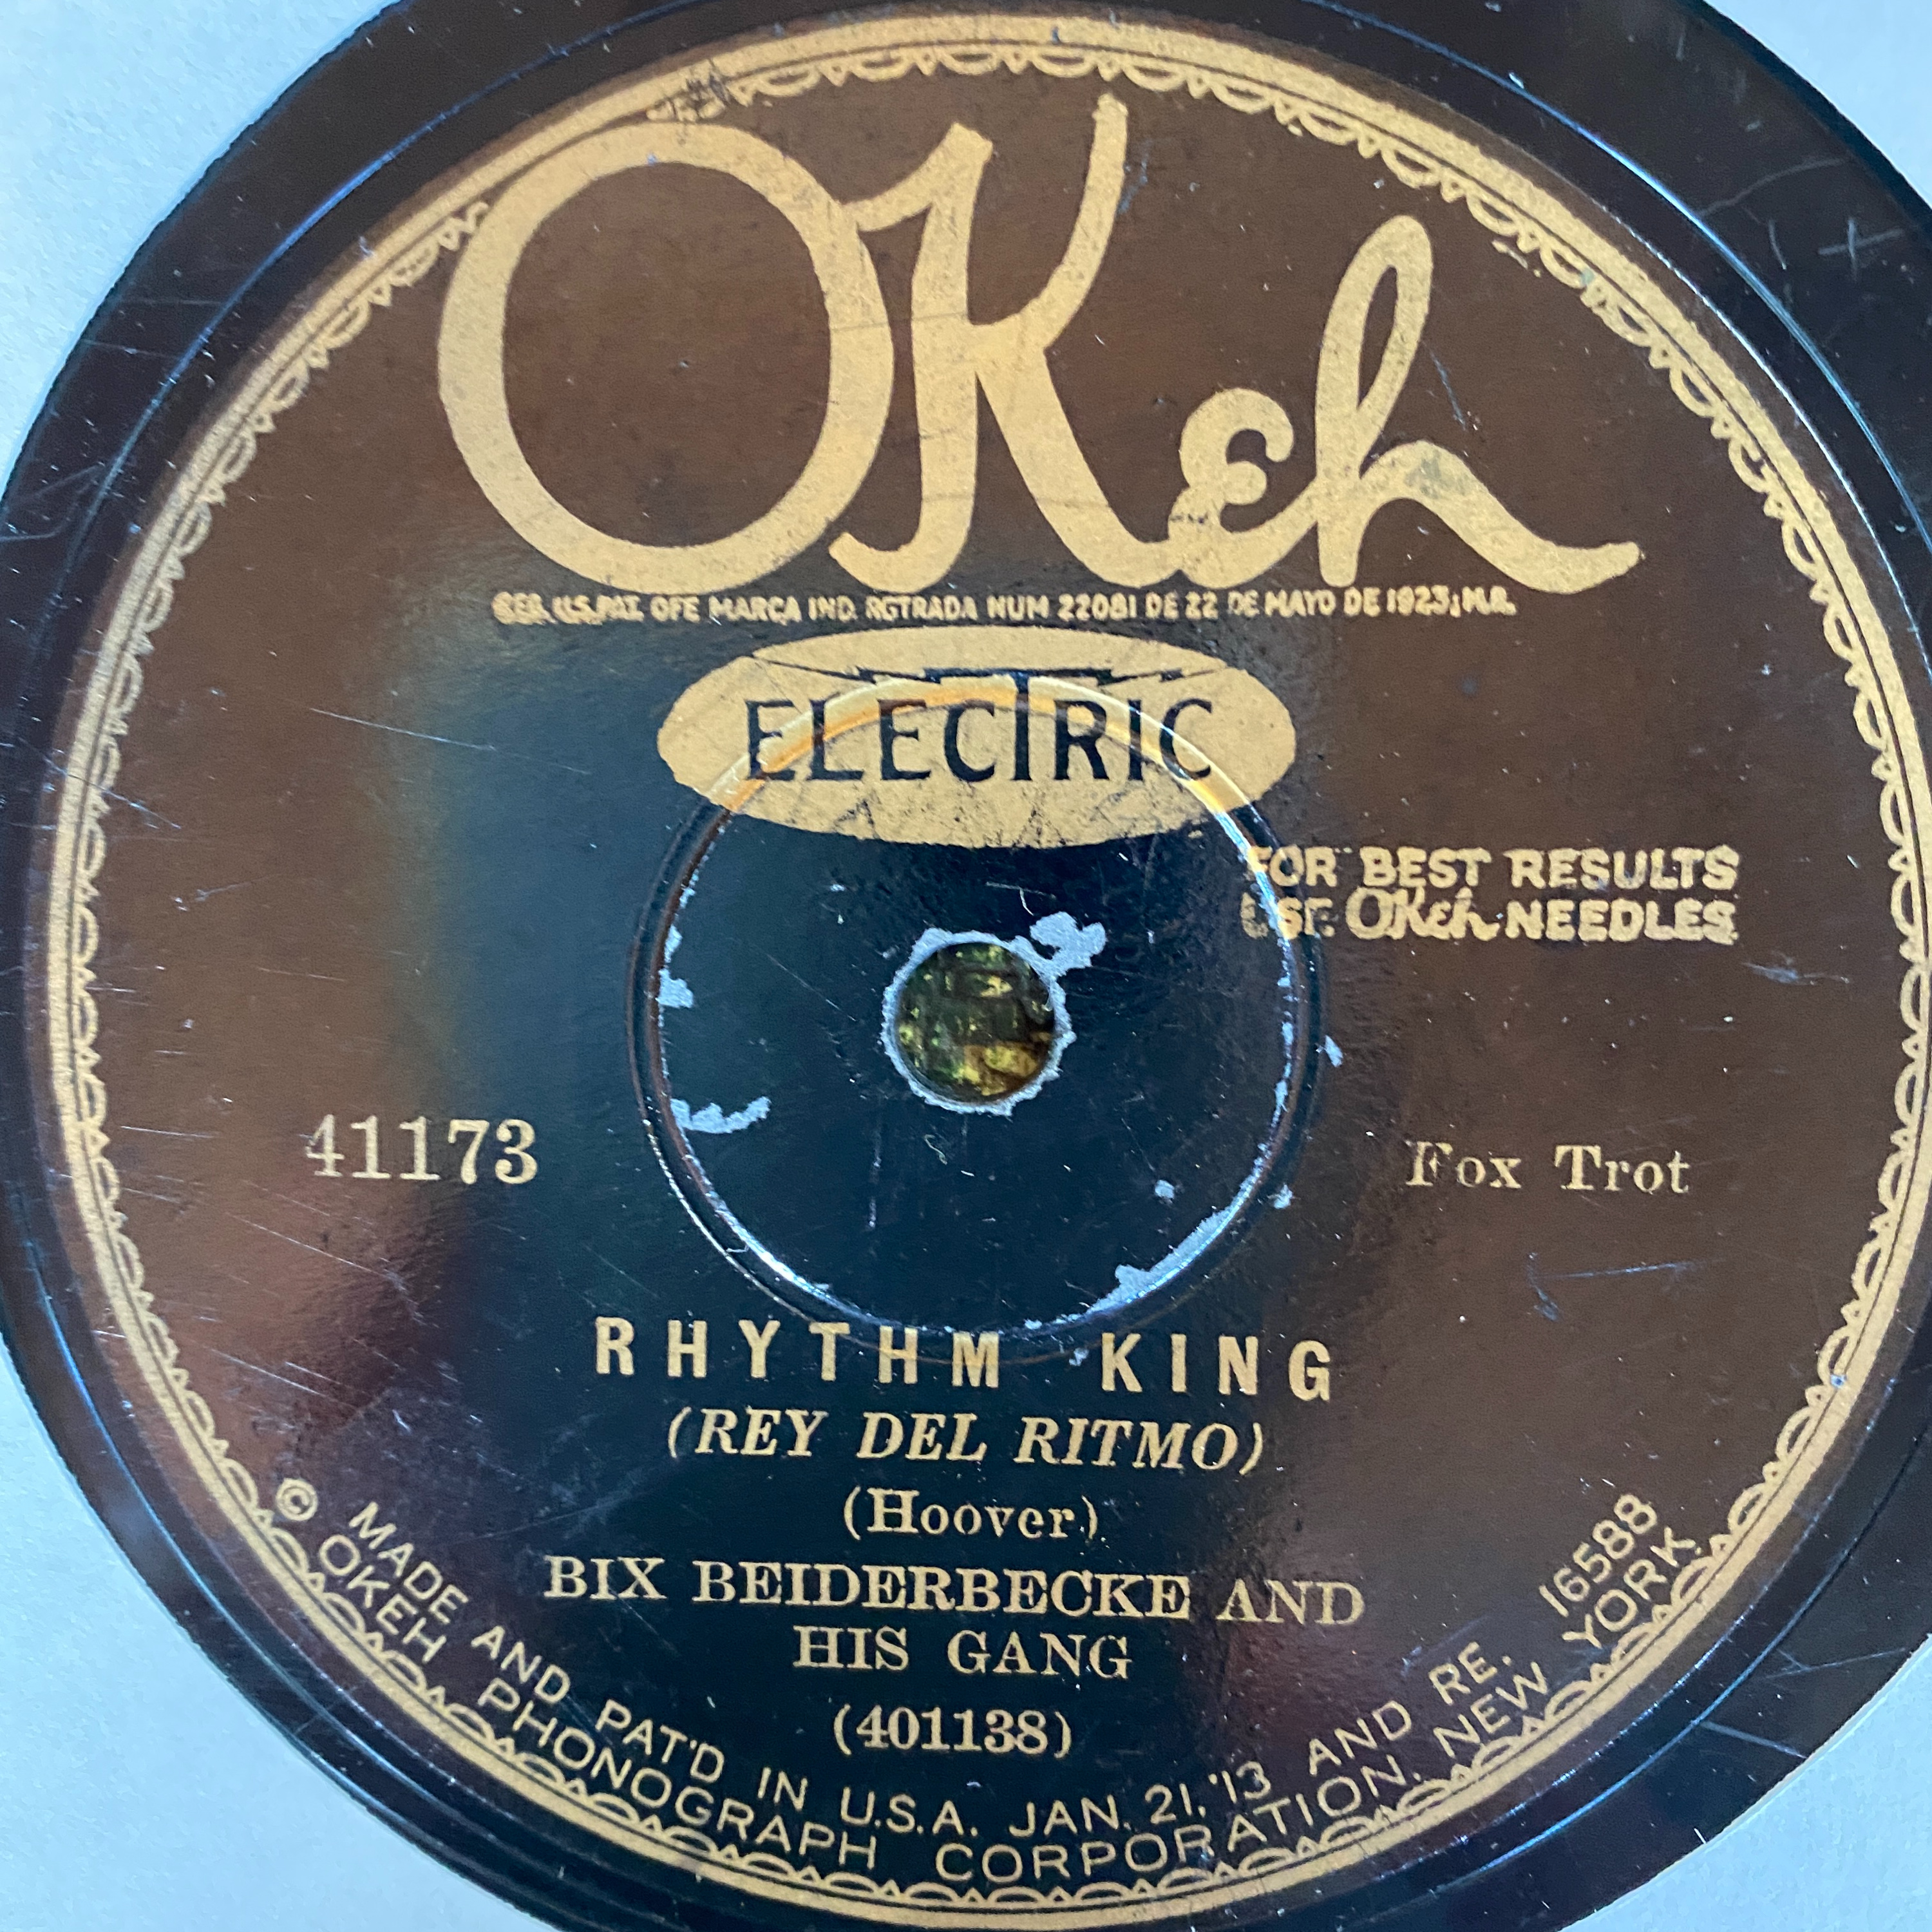 OKeh
REG. U.S. PAT. OFF. MARCA IND. RGTRADA NUM 22081 DE 22 DE MAYO DE 1923, M.R.
ELECTRIC
FOR BEST RESULTS
USE OKeh NEEDLES
41173
Fox Trot
RHYTHM KING
(REY DEL RITMO)
(Hoover)
BIX BEIDERBECKE AND
HIS GANG
(401138)
MADE AND PAT'D IN U.S.A. JAN. 21, '13 AND RE. 16588
© OKEH PHONOGRAPH CORPORATION. NEW YORK.